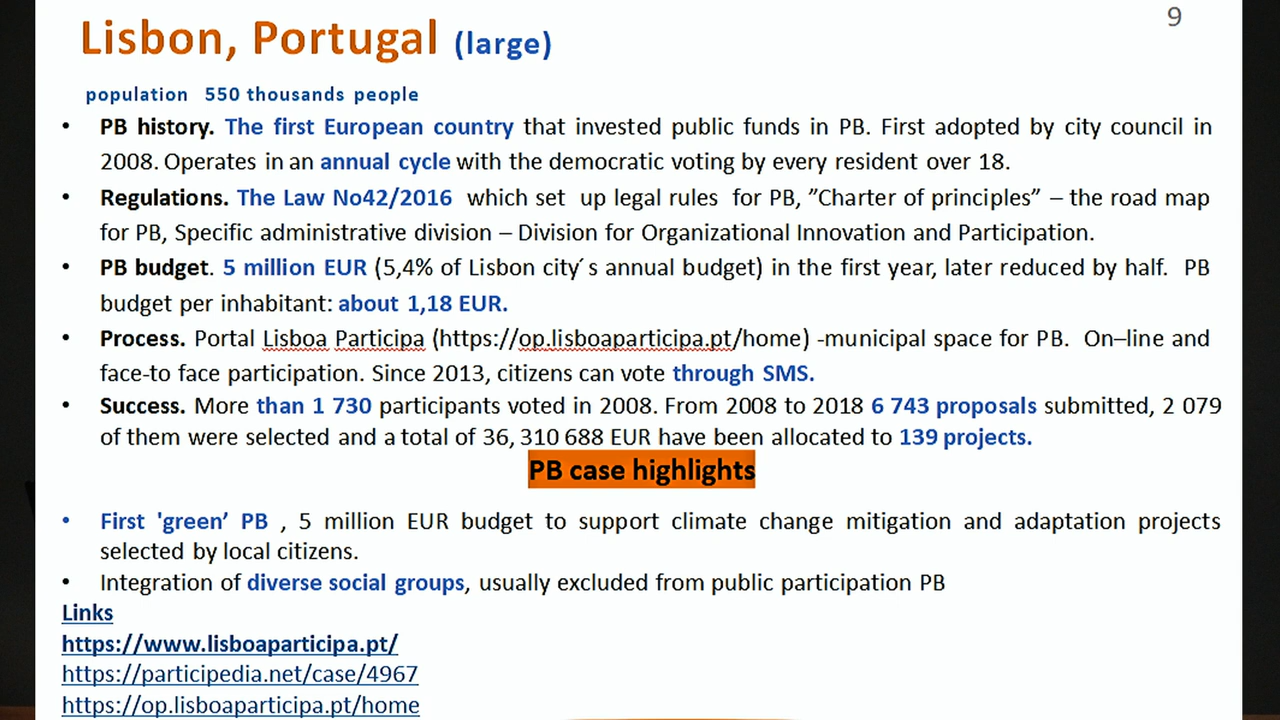 9
Lisbon, Portugal (large)
population 550 thousands people
• PB history. The first European country that invested public funds in PB. First adopted by city council in
2008. Operates in an annual cycle with the democratic voting by every resident over 18.
• Regulations. The Law No42/2016 which set up legal rules for PB, ”Charter of principles” – the road map
for PB, Specific administrative division – Division for Organizational Innovation and Participation.
• PB budget. 5 million EUR (5,4% of Lisbon city´s annual budget) in the first year, later reduced by half. PB
budget per inhabitant: about 1,18 EUR.
• Process. Portal Lisboa Participa (https://op.lisboaparticipa.pt/home) -municipal space for PB. On–line and
face-to face participation. Since 2013, citizens can vote through SMS.
• Success. More than 1 730 participants voted in 2008. From 2008 to 2018 6 743 proposals submitted, 2 079
of them were selected and a total of 36, 310 688 EUR have been allocated to 139 projects.
PB case highlights
• First 'green’ PB , 5 million EUR budget to support climate change mitigation and adaptation projects
selected by local citizens.
• Integration of diverse social groups, usually excluded from public participation PB
Links
https://www.lisboaparticipa.pt/
https://participedia.net/case/4967
https://op.lisboaparticipa.pt/home